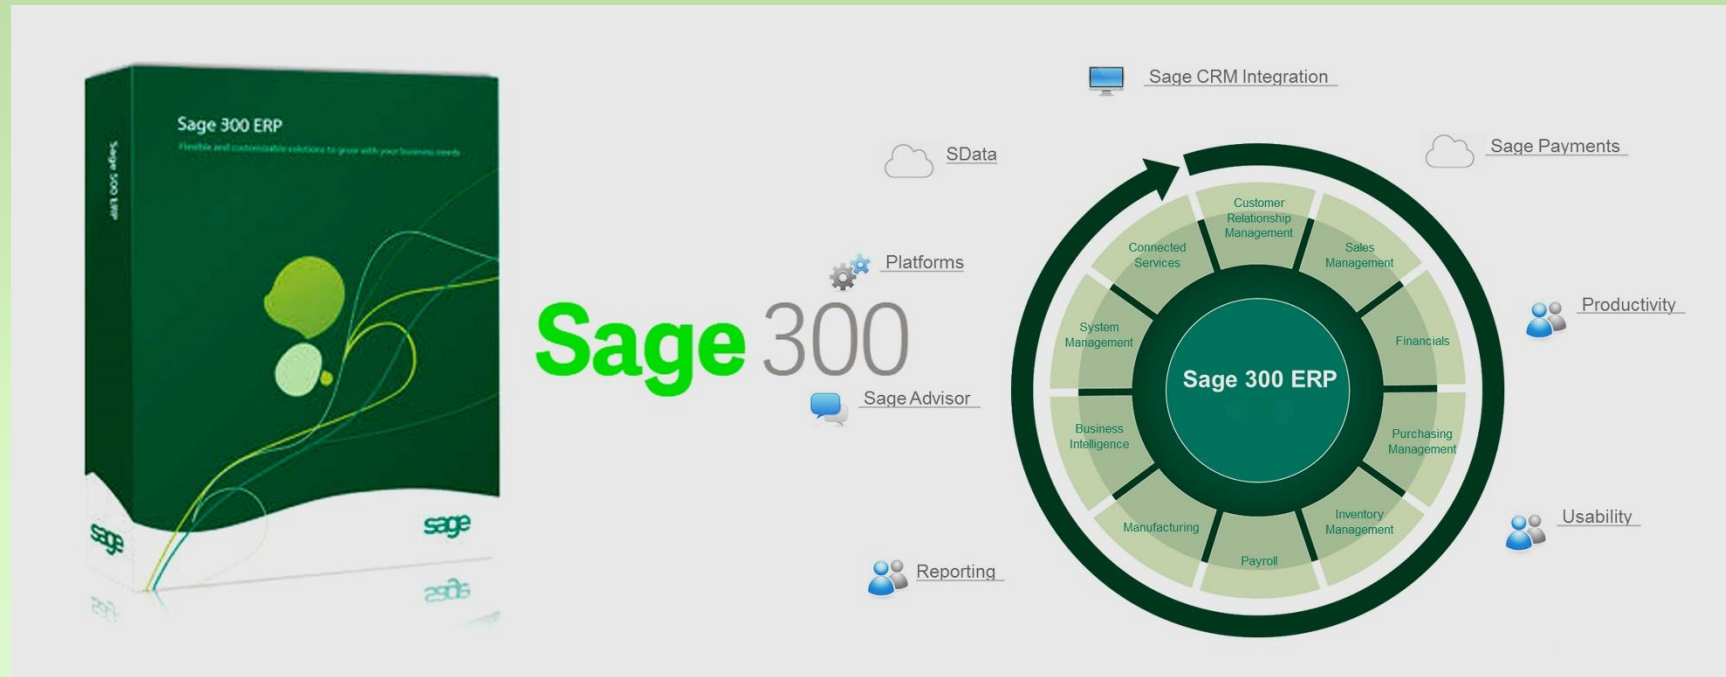 Sage 300 ERP
Flexible and customizable solutions to grow with your business needs
Sage 300 ERP
sage
sage
Sage 300
SData
Platforms
Sage Advisor
Reporting
Sage CRM Integration
Sage Payments
Productivity
Usability
Customer
Relationship
Management
Sales
Management
Financials
Purchasing
Management
Inventory
Management
Payroll
Manufacturing
Business
Intelligence
System
Management
Connected
Services
Sage 300 ERP